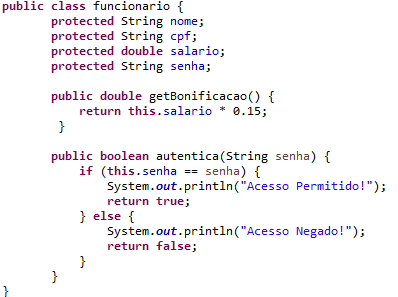 public class funcionario {
protected String nome;
protected String cpf;
protected double salario;
protected String senha;
public double getBonificacao() {
return this.salario * 0.15;
}
public boolean autentica(String senha) {
if (this.senha == senha) {
System.out.println("Acesso Permitido!");
return true;
} else {
System.out.println("Acesso Negado!");
return false;
}
}
}